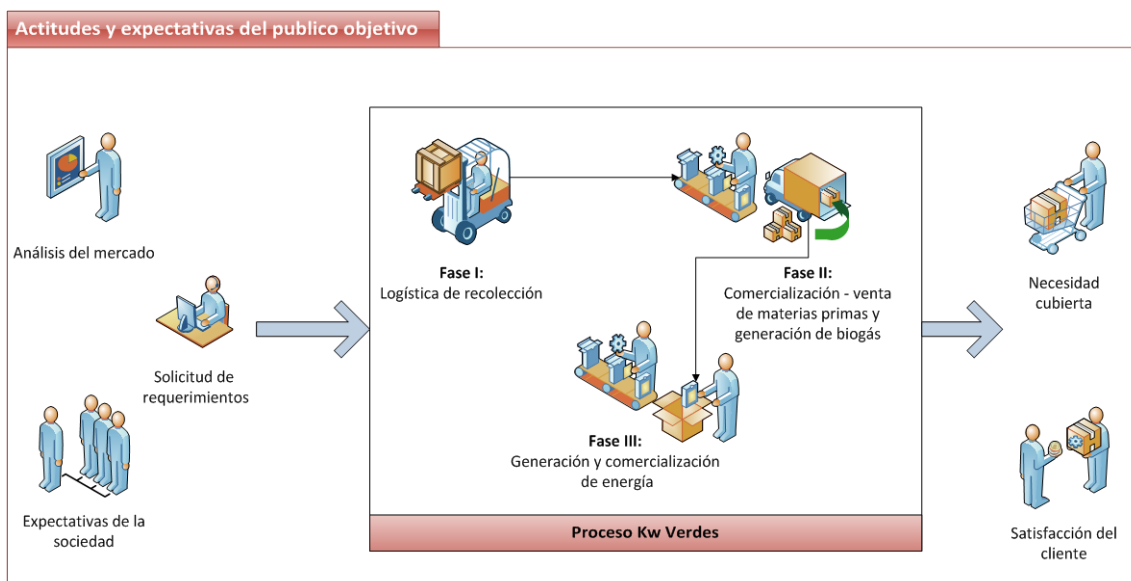 Actitudes y expectativas del publico objetivo
Análisis del mercado
Solicitud de
requerimientos
Expectativas de la
sociedad
Fase I:
Logística de recolección
Fase II:
Comercialización - venta
de materias primas y
generación de biogás
Fase III:
Generación y comercialización
de energía
Proceso Kw Verdes
Necesidad
cubierta
Satisfacción del
cliente